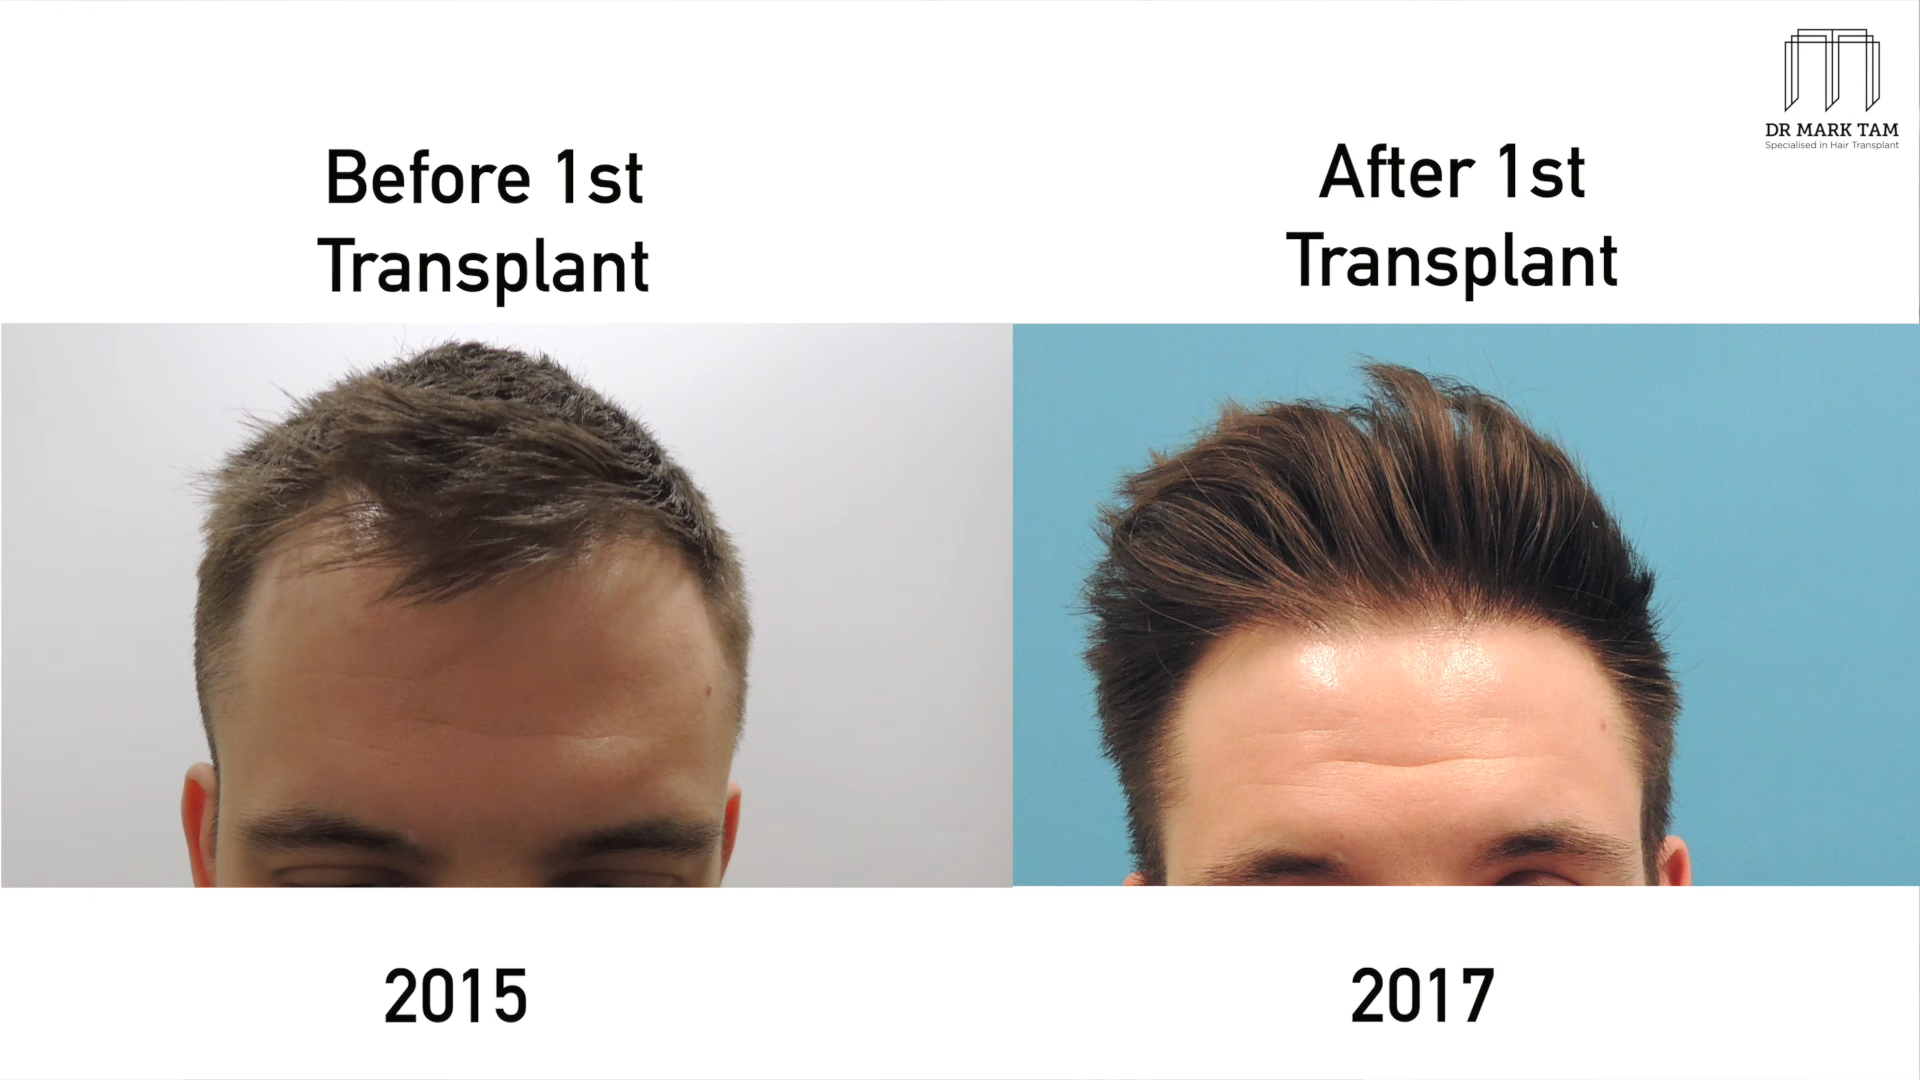 DR MARK TAM
Specialised in Hair Transplant
Before 1st
Transplant
After 1st
Transplant
2015
2017